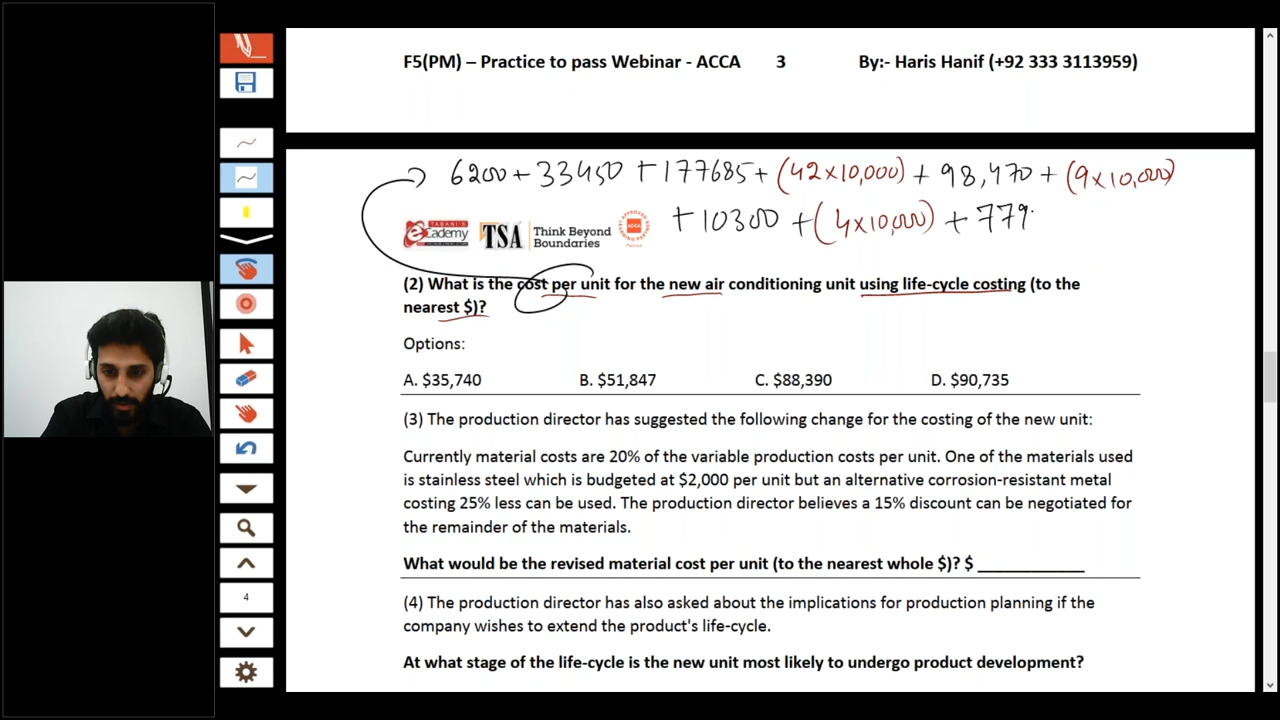 F5(PM) – Practice to pass Webinar - ACCA 3 By:- Haris Hanif (+92 333 3113959)
6200 + 33450 + 177685 + (42x10,000) + 98,470 + (9x10,000)
+ 10300 + (4x10,000) + 779
eCademy TSA Think Beyond
Boundaries
(2) What is the cost per unit for the new air conditioning unit using life-cycle costing (to the
nearest $)?
Options:
A. $35,740 B. $51,847 C. $88,390 D. $90,735
(3) The production director has suggested the following change for the costing of the new unit:
Currently material costs are 20% of the variable production costs per unit. One of the materials used
is stainless steel which is budgeted at $2,000 per unit but an alternative corrosion-resistant metal
costing 25% less can be used. The production director believes a 15% discount can be negotiated for
the remainder of the materials.
What would be the revised material cost per unit (to the nearest whole $)? $ ____________
(4) The production director has also asked about the implications for production planning if the
company wishes to extend the product's life-cycle.
At what stage of the life-cycle is the new unit most likely to undergo product development?
4